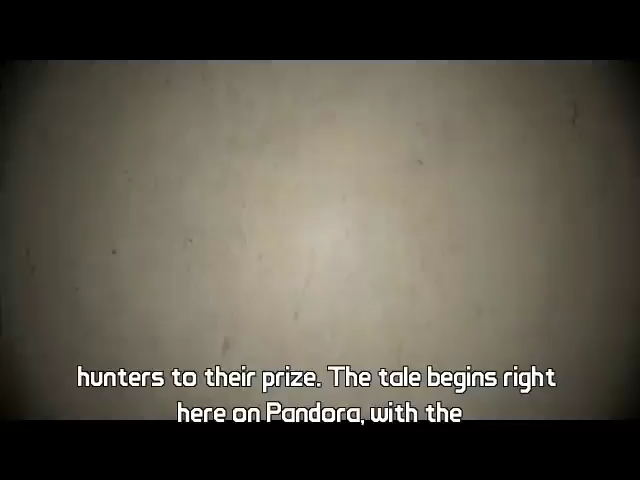 hunters to their prize. The tale begins right
here on Pandora, with the